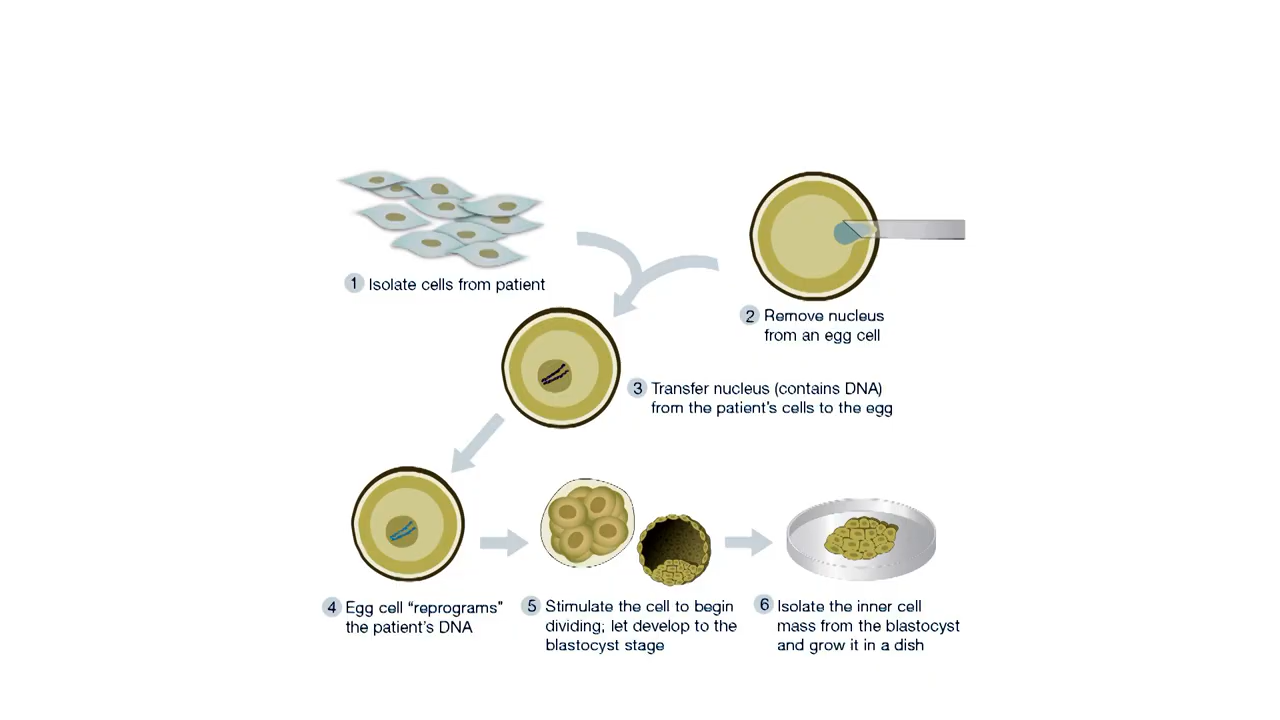 1 Isolate cells from patient
2 Remove nucleus
from an egg cell
3 Transfer nucleus (contains DNA)
from the patient's cells to the egg
4 Egg cell “reprograms”
the patient's DNA
5 Stimulate the cell to begin
dividing; let develop to the
blastocyst stage
6 Isolate the inner cell
mass from the blastocyst
and grow it in a dish